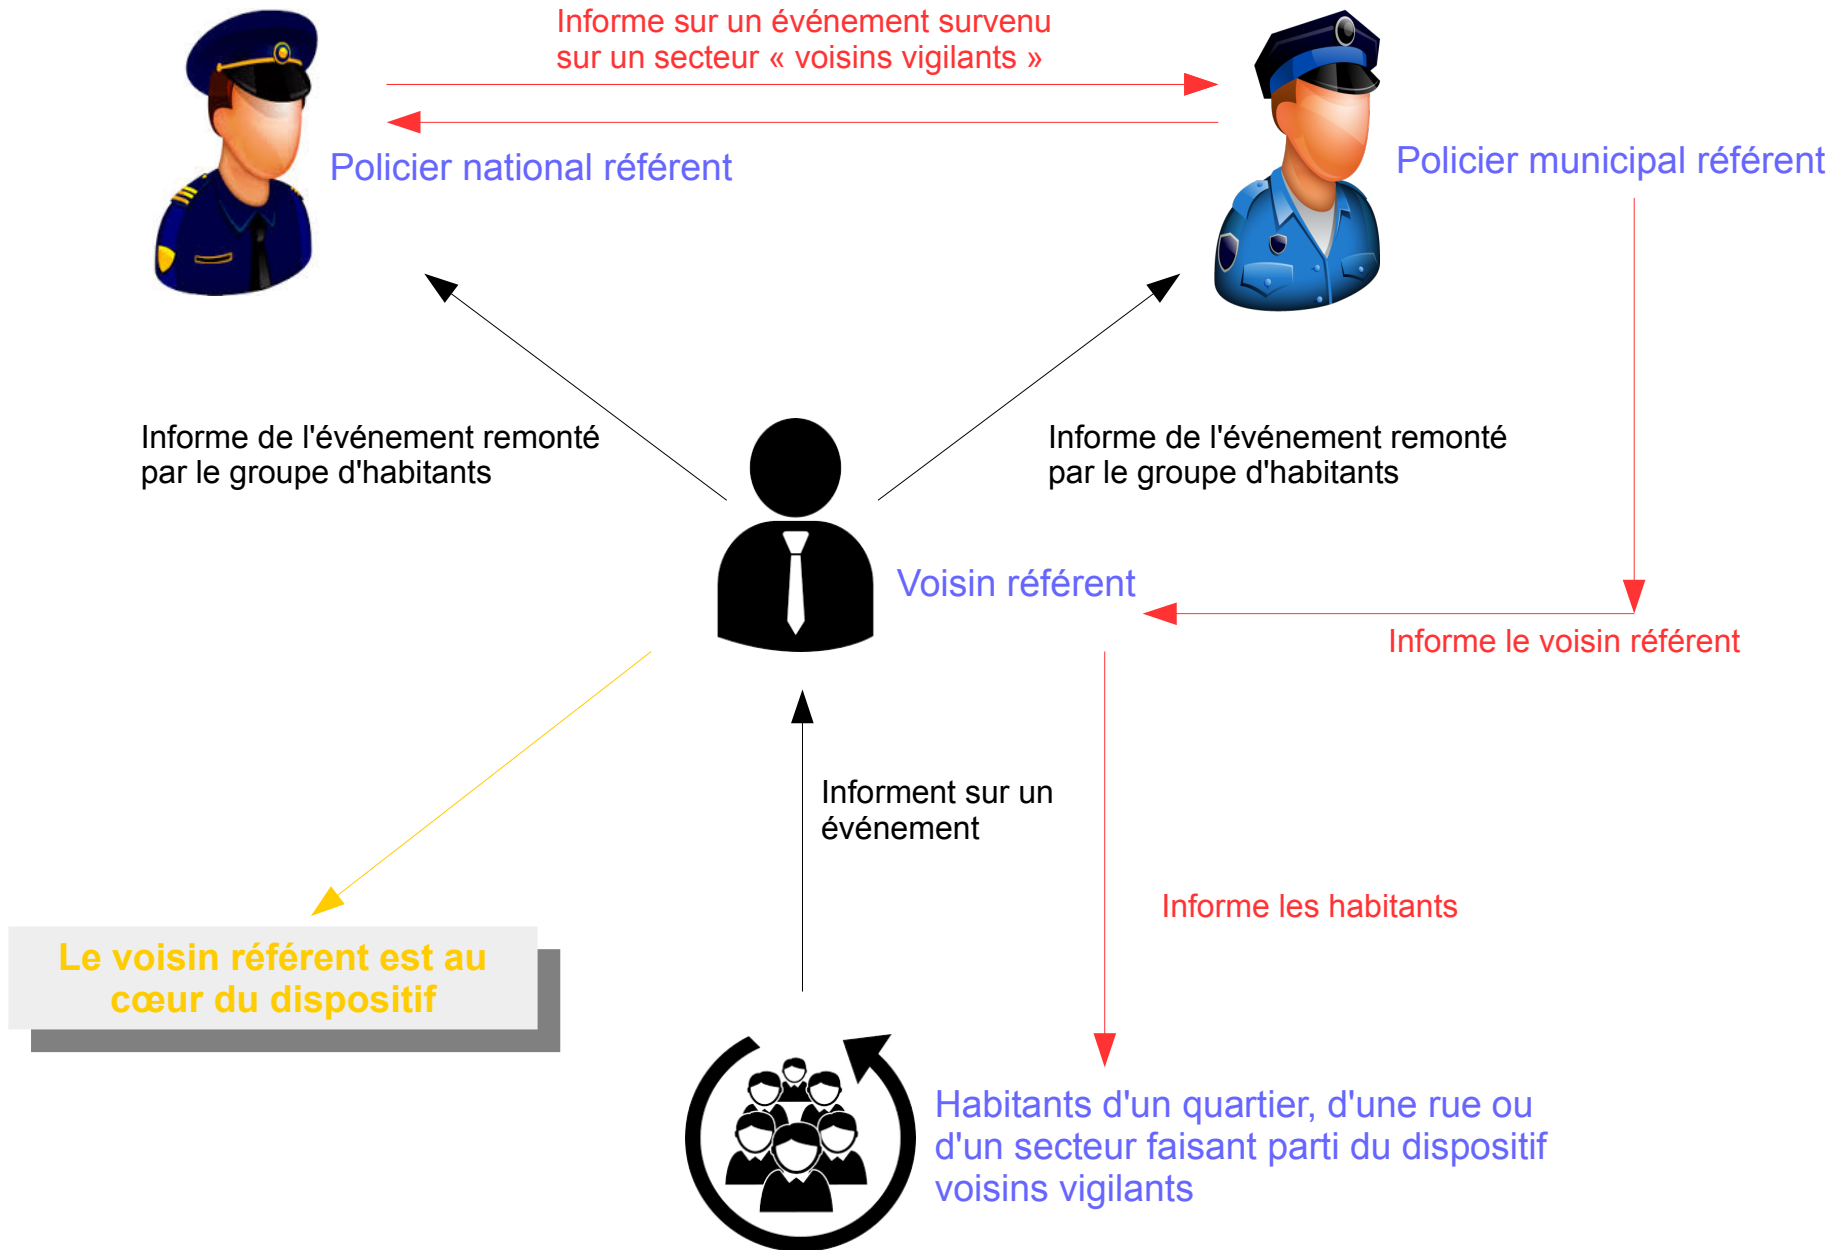 Informe sur un événement survenu
sur un secteur « voisins vigilants »
Policier national référent
Policier municipal référent
Informe de l'événement remonté
par le groupe d'habitants
Informe de l'événement remonté
par le groupe d'habitants
Voisin référent
Informe le voisin référent
Informent sur un
événement
Informe les habitants
Le voisin référent est au
cœur du dispositif
Habitants d'un quartier, d'une rue ou
d'un secteur faisant parti du dispositif
voisins vigilants